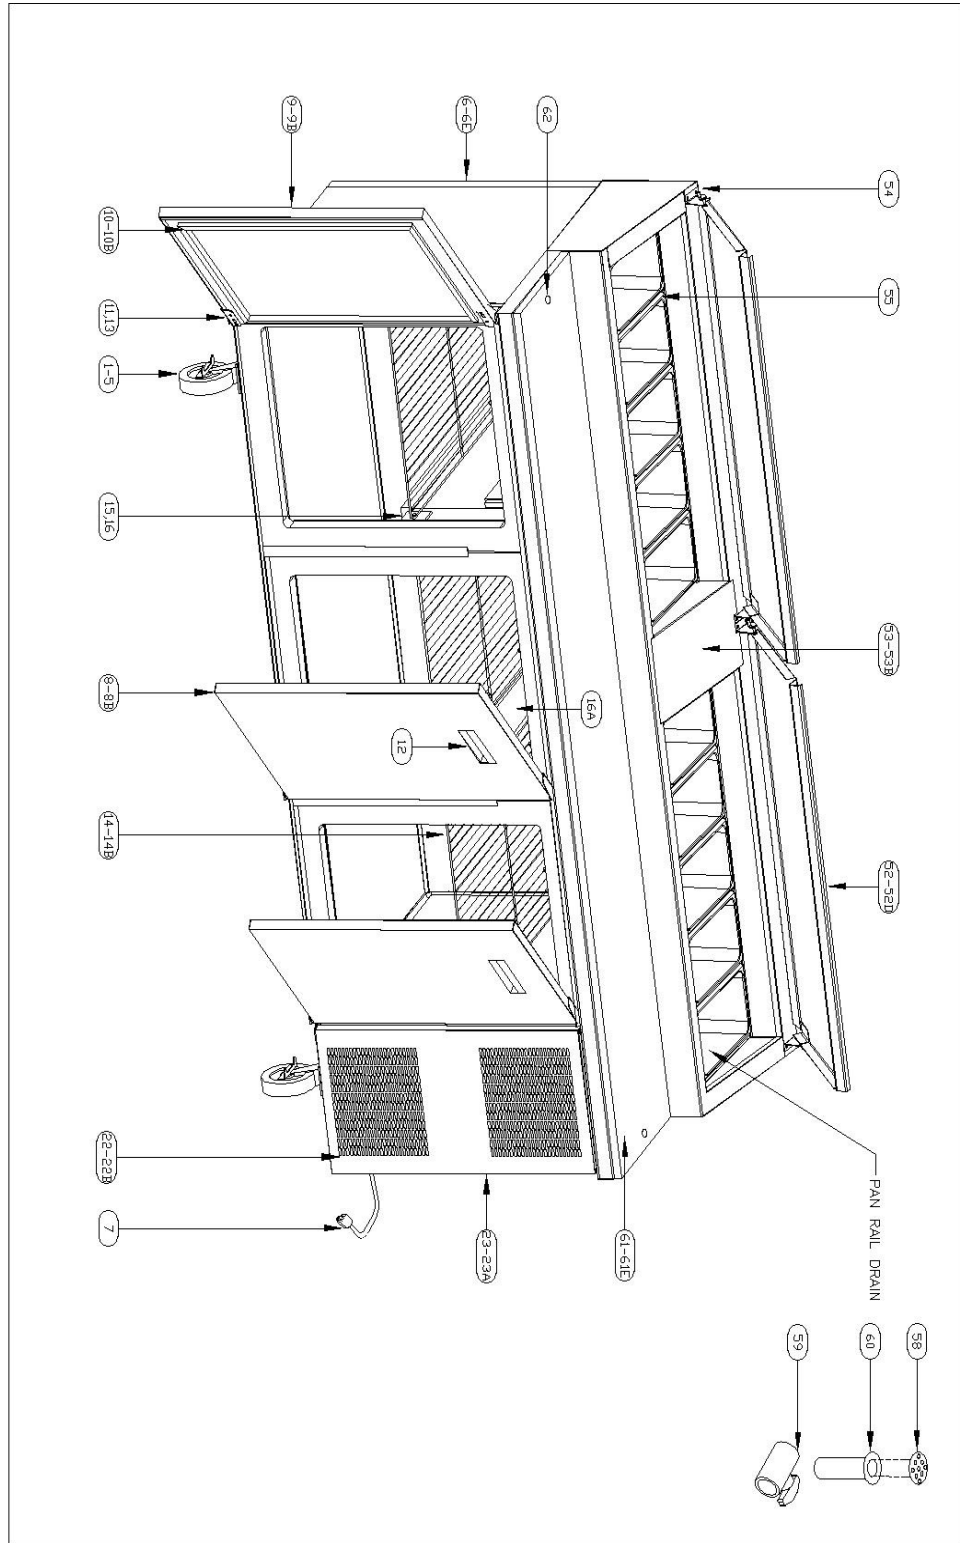 54
55
53-53B
52-52D
PAN RAIL DRAIN
58
60
59
62
6-6E
9-9B
10-10B
11,13
1-5
15,16
16A
8-8B
12
14-14B
61-61E
23-23A
22-22B
7